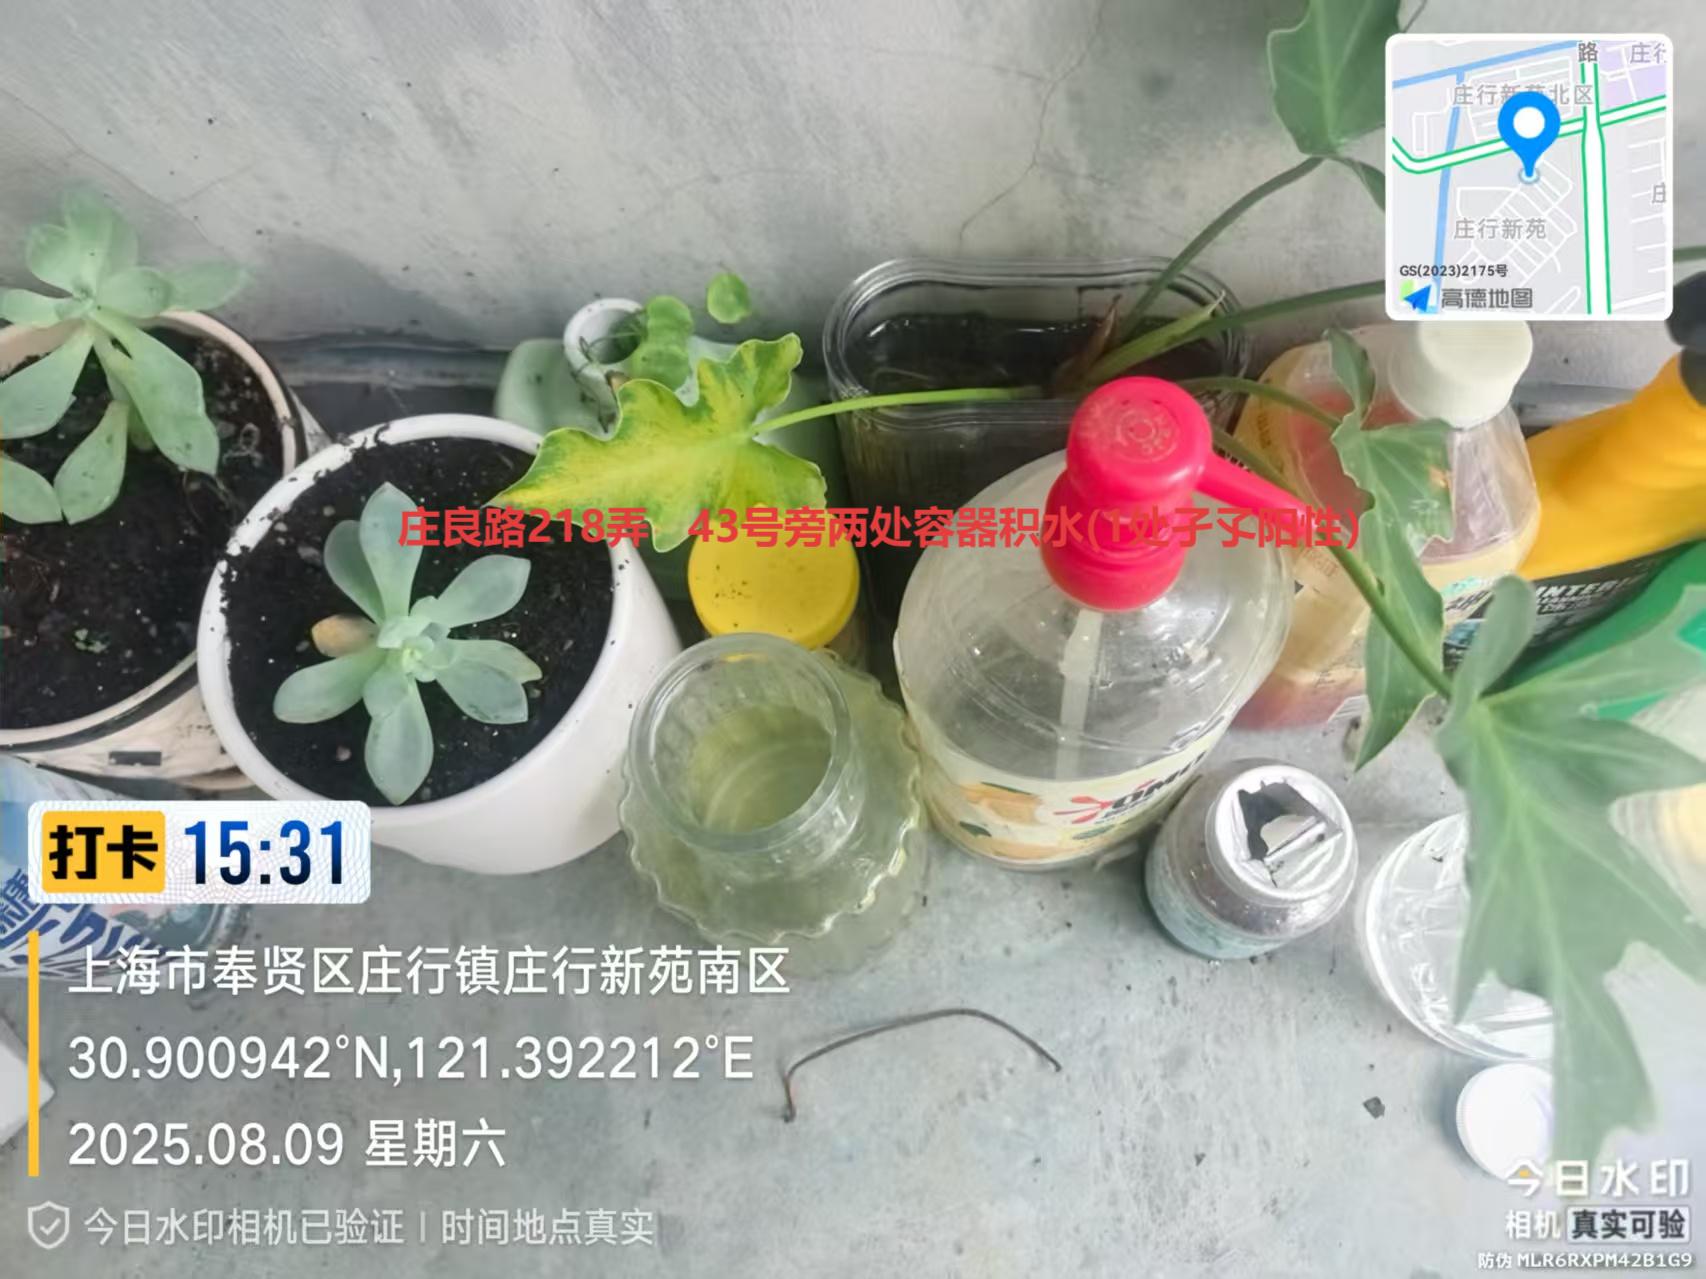 路 庄行
庄行新苑北区
庄
庄行新苑
GS(2023)2175号
高德地图
庄良路218弄 43号旁两处容器积水(1处孑孓阳性)
INTER
OMO
打卡 15:31
上海市奉贤区庄行镇庄行新苑南区
30.900942°N,121.392212°E
2025.08.09 星期六
今日水印相机已验证 | 时间地点真实
今日水印
相机 真实可验
防伪 MLR6RXPM42B1G9